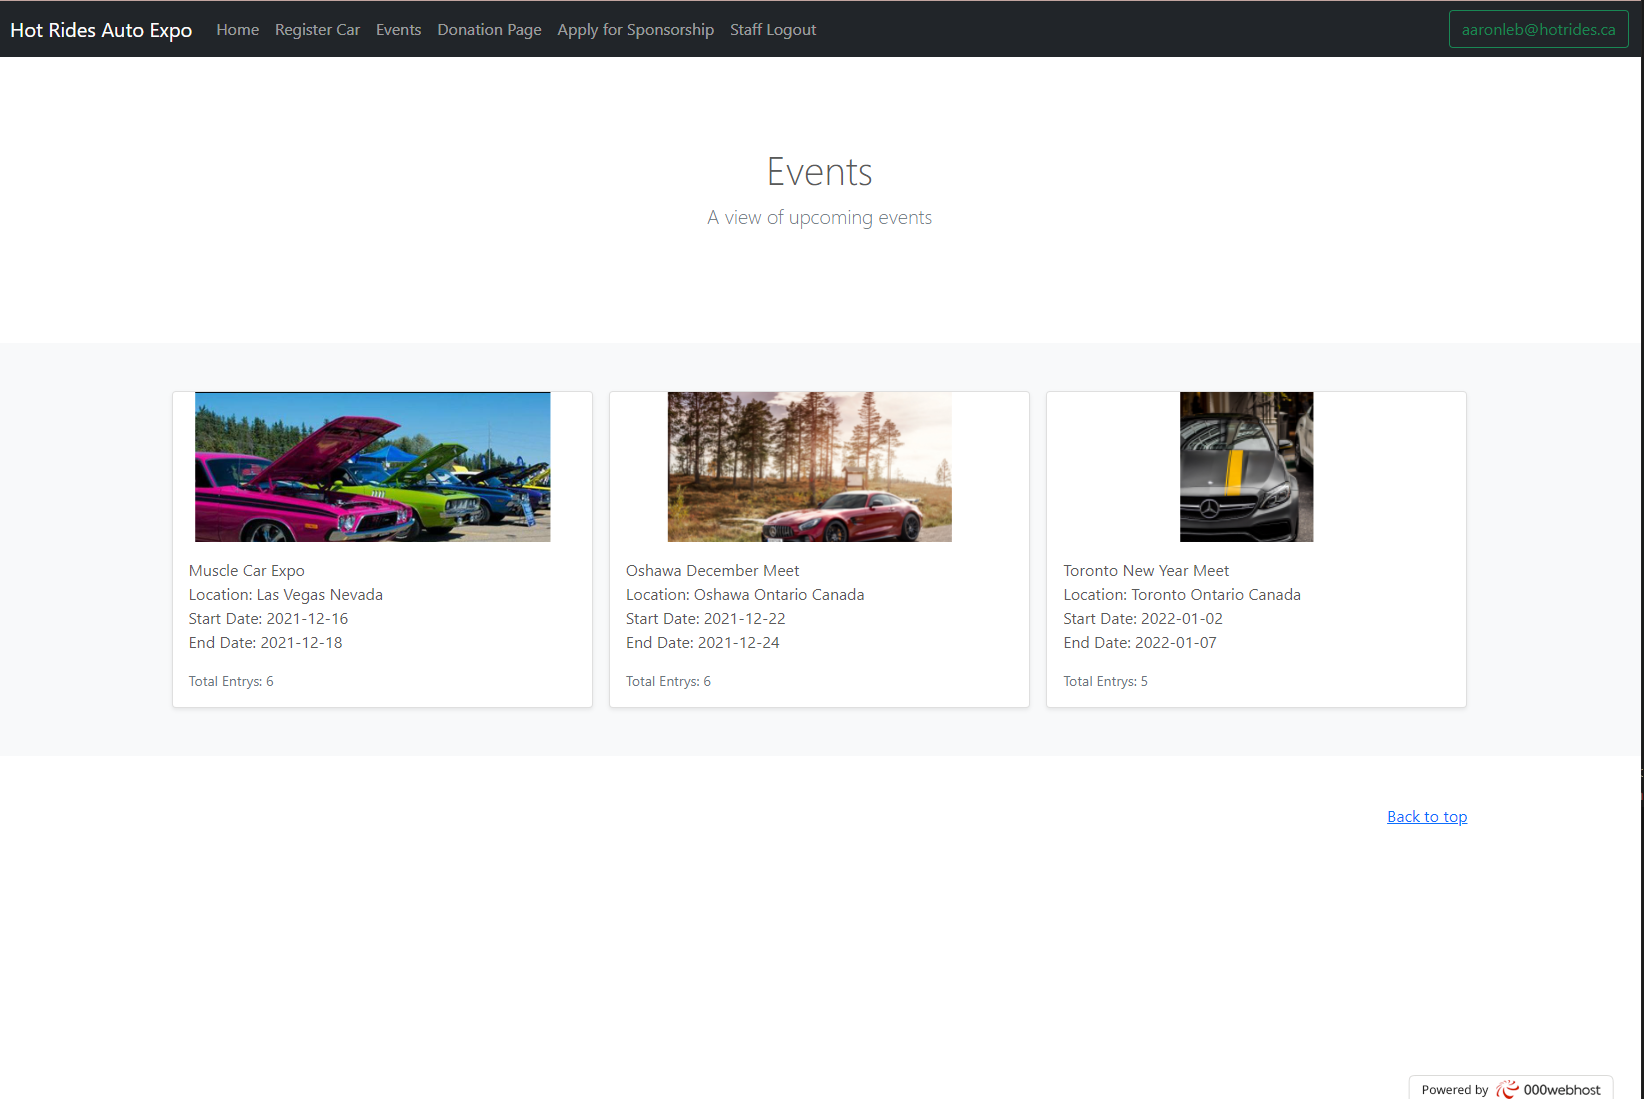 Hot Rides Auto Expo Home Register Car Events Donation Page Apply for Sponsorship Staff Logout aaronleb@hotrides.ca
Events
A view of upcoming events
Muscle Car Expo
Location: Las Vegas Nevada
Start Date: 2021-12-16
End Date: 2021-12-18
Total Entrys: 6
Oshawa December Meet
Location: Oshawa Ontario Canada
Start Date: 2021-12-22
End Date: 2021-12-24
Total Entrys: 6
Toronto New Year Meet
Location: Toronto Ontario Canada
Start Date: 2022-01-02
End Date: 2022-01-07
Total Entrys: 5
Back to top
Powered by 000webhost